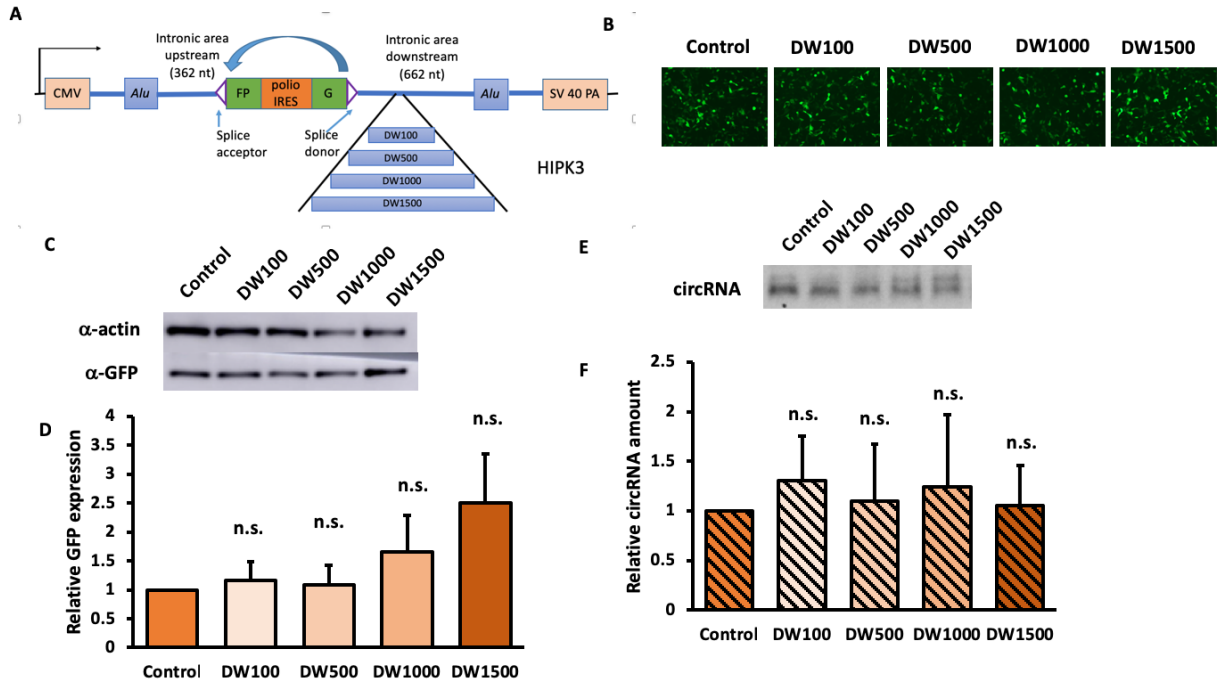 A
Intronic area
upstream
(362 nt)
Intronic area
downstream
(662 nt)
CMV
Alu
FP
polio
IRES
G
Alu
SV 40 PA
Splice
acceptor
Splice
donor
DW100
DW500
DW1000
DW1500
HIPK3
B
Control
DW100
DW500
DW1000
DW1500
C
Control
DW100
DW500
DW1000
DW1500
α-actin
α-GFP
D
Relative GFP expression
4
3.5
3
2.5
2
1.5
1
0.5
0
n.s.
n.s.
n.s.
n.s.
Control
DW100
DW500
DW1000
DW1500
E
Control
DW100
DW500
DW1000
DW1500
circRNA
F
Relative circRNA amount
2.5
2
1.5
1
0.5
0
n.s.
n.s.
n.s.
n.s.
Control
DW100
DW500
DW1000
DW1500